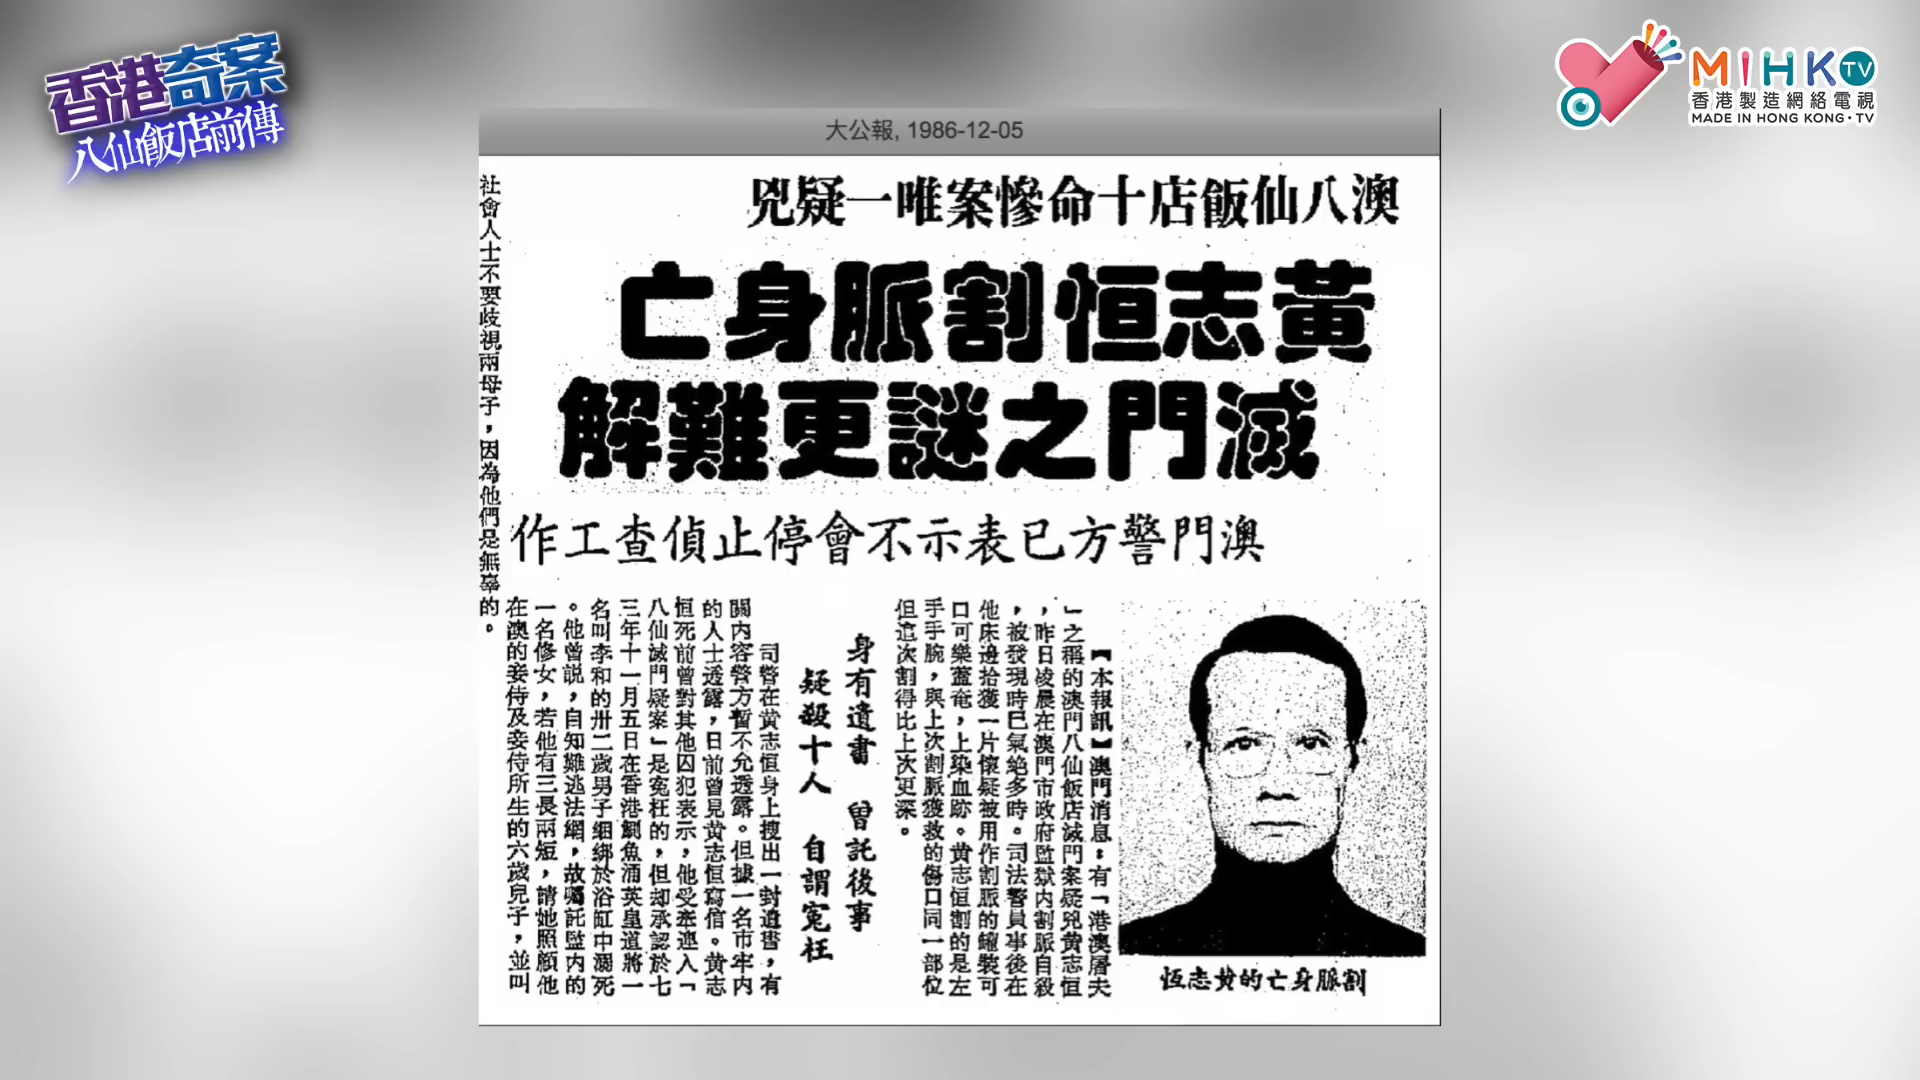 香港奇案
八仙飯店前傳
MIHK TV
香港製造網絡電視
MADE IN HONG KONG • TV
大公報, 1986-12-05
澳八仙飯店十命慘案唯一疑兇
黃志恒割脈身亡
滅門之謎更難解
澳門警方已表示不會停止偵查工作
割脈身亡的黃志恆
【本報訊】澳門消息：有「港澳屠夫
」之稱的澳門八仙飯店滅門案疑兇黃志恒
，昨日凌晨在澳門市政府監獄内割脈自殺
，被發現時已氣絶多時。司法警員事後在
他床邊拾獲一片懷疑被用作割脈的罐裝可
口可樂蓋奄，上染血跡。黃志恒割的是左
手手腕，與上次割脈獲救的傷口同一部位
但這次割得比上次更深。
身有遺書　曾託後事
疑殺十人　自謂冤枉
司警在黃志恒身上搜出一封遺書，有
關内容警方暫不允透露。但據一名市牢内
的人士透露，日前曾見黃志恒寫信。黃志
恒死前曾對其他囚犯表示，他受牽連入「
八仙滅門疑案」是冤枉的，但却承認於七
三年十一月五日在香港鰂魚涌英皇道將一
名叫李和的卅二歲男子綑綁於浴缸中溺死
。他曾説，自知難逃法網，故囑託監内的
一名修女，若他有三長兩短，請她照顧他
在澳的妾侍及妾侍所生的六歲兒子，並叫
社會人士不要歧視兩母子，因為他們是無辜的。